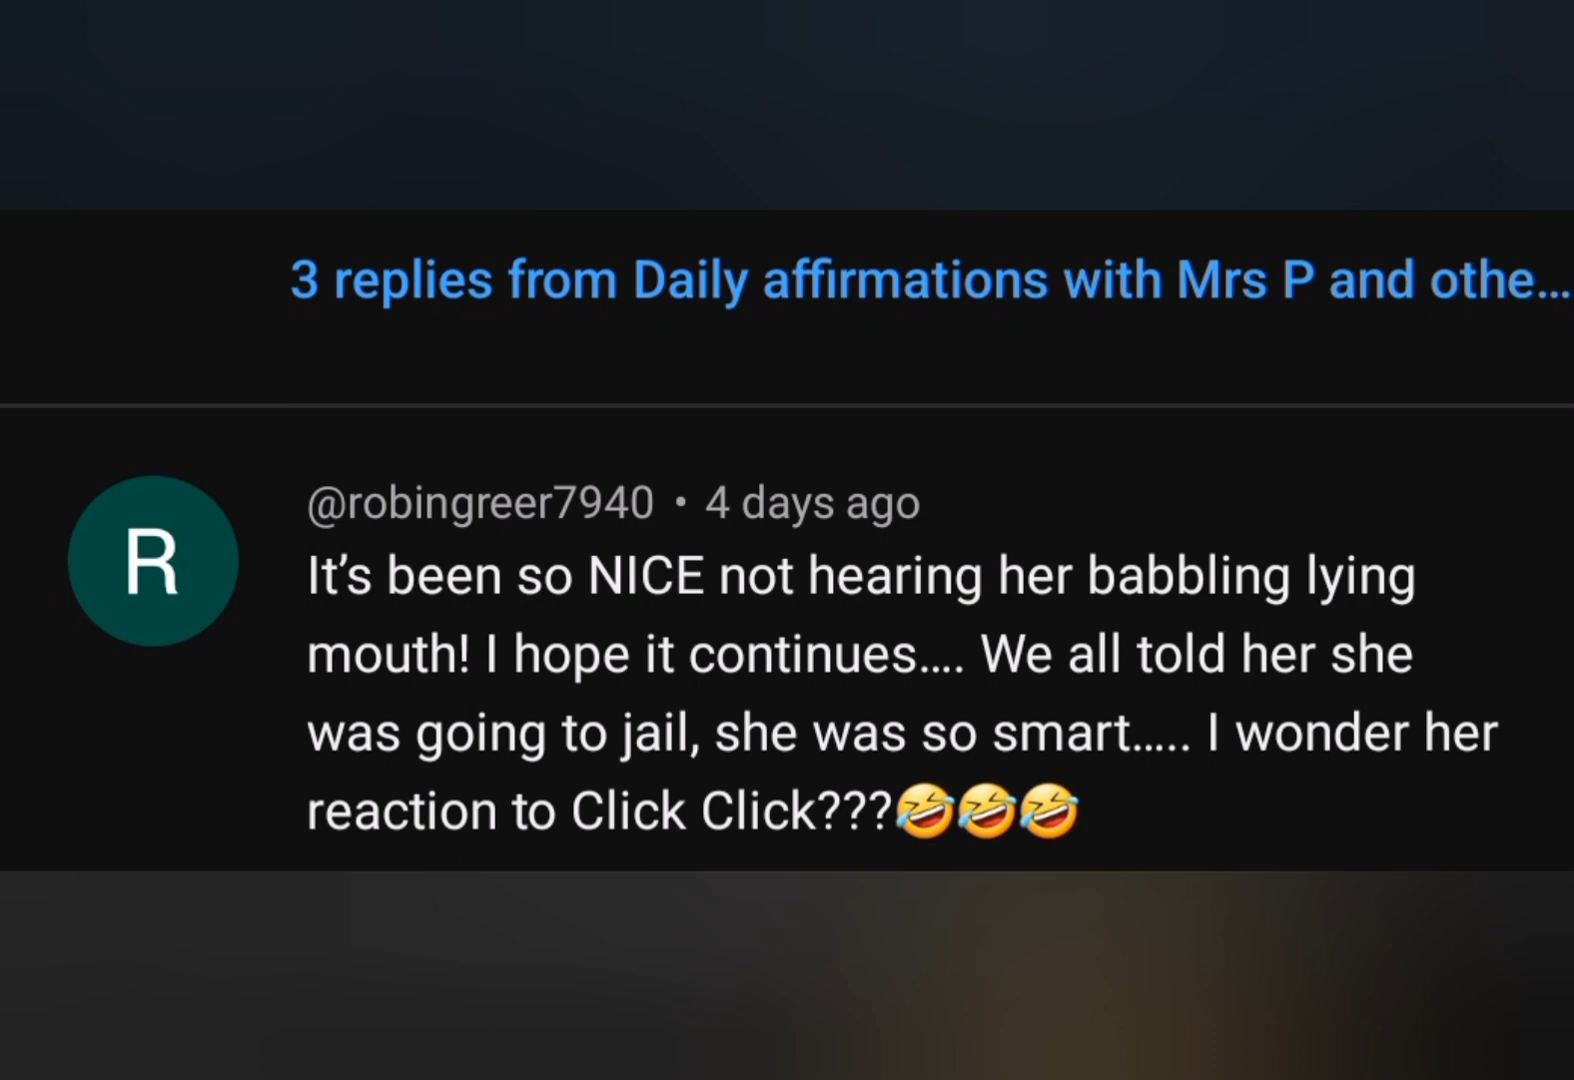 3 replies from Daily affirmations with Mrs P and othe...
R
@robingreer7940 • 4 days ago
It’s been so NICE not hearing her babbling lying
mouth! I hope it continues.... We all told her she
was going to jail, she was so smart..... I wonder her
reaction to Click Click???🤣🤣🤣